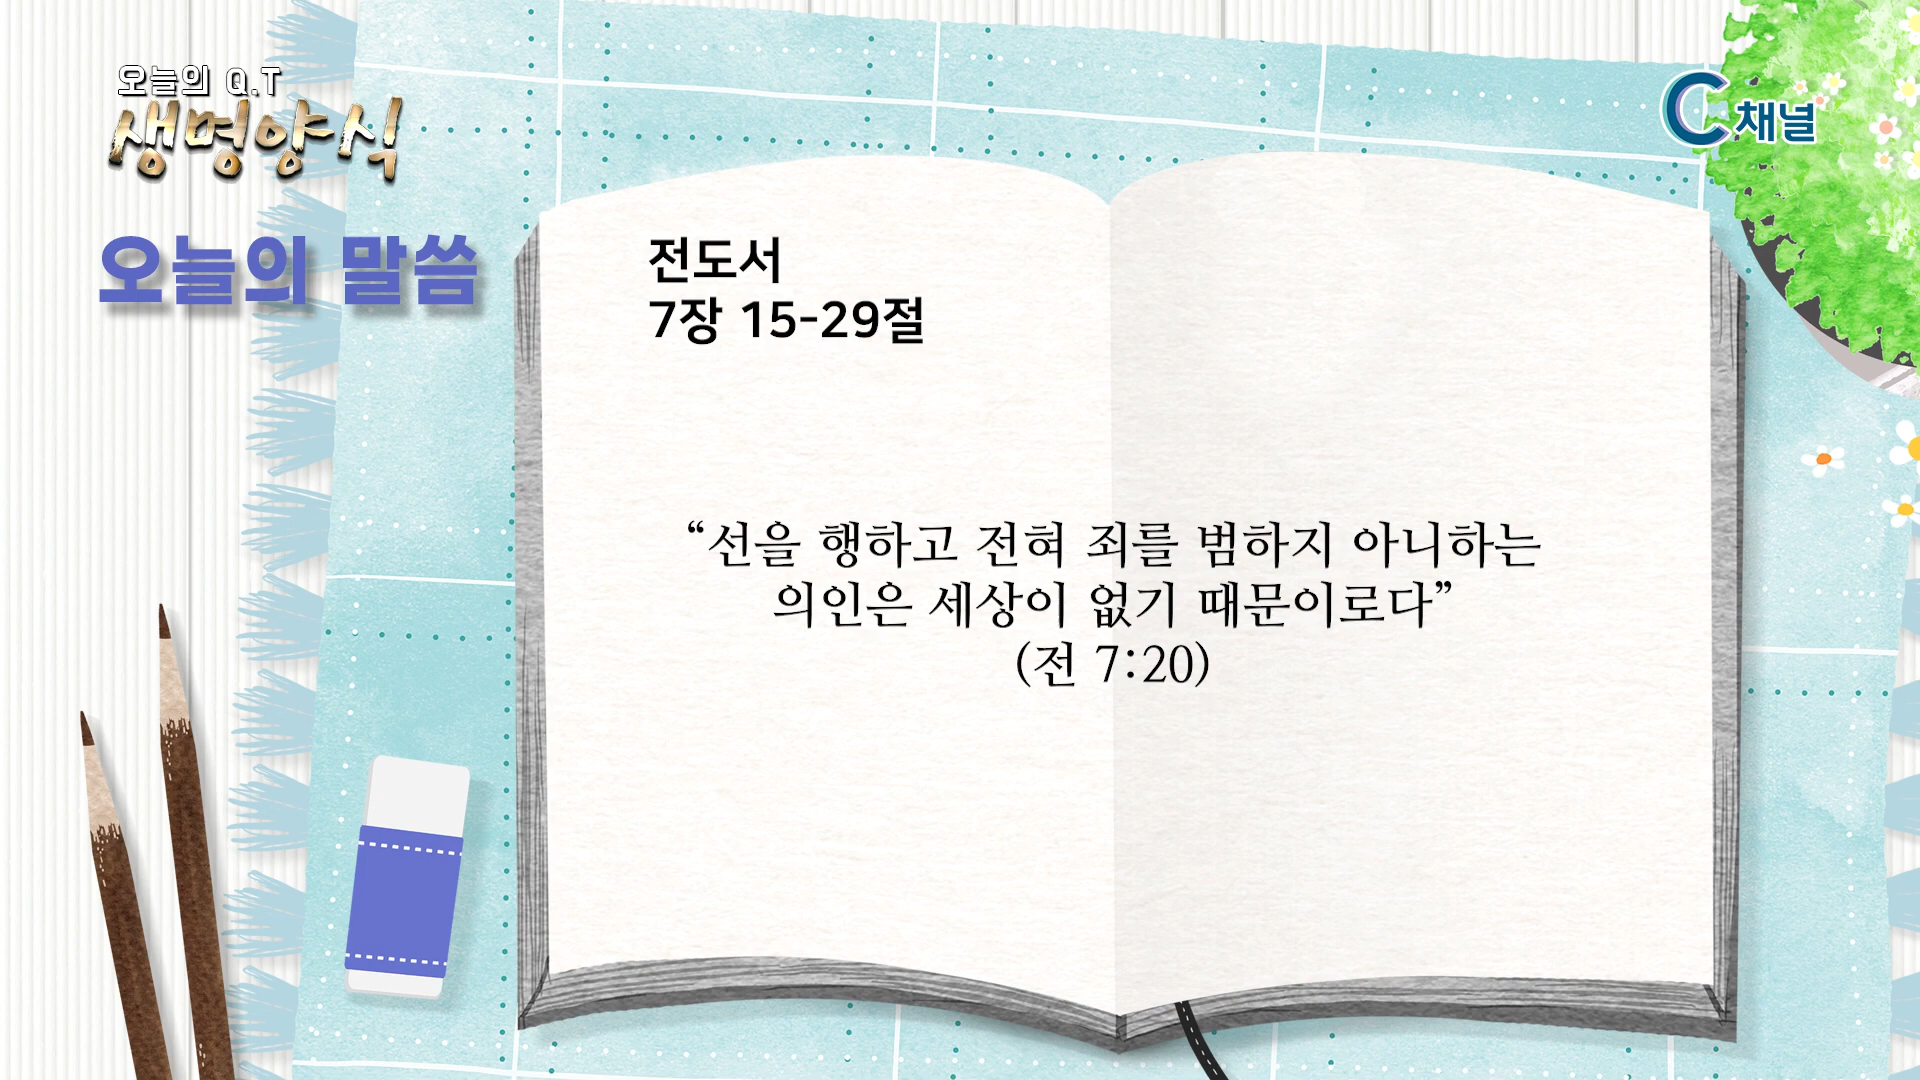 오늘의 Q.T
생명양식
C채널
오늘의 말씀
전도서
7장 15-29절
“선을 행하고 전혀 죄를 범하지 아니하는
의인은 세상이 없기 때문이로다”
(전 7:20)